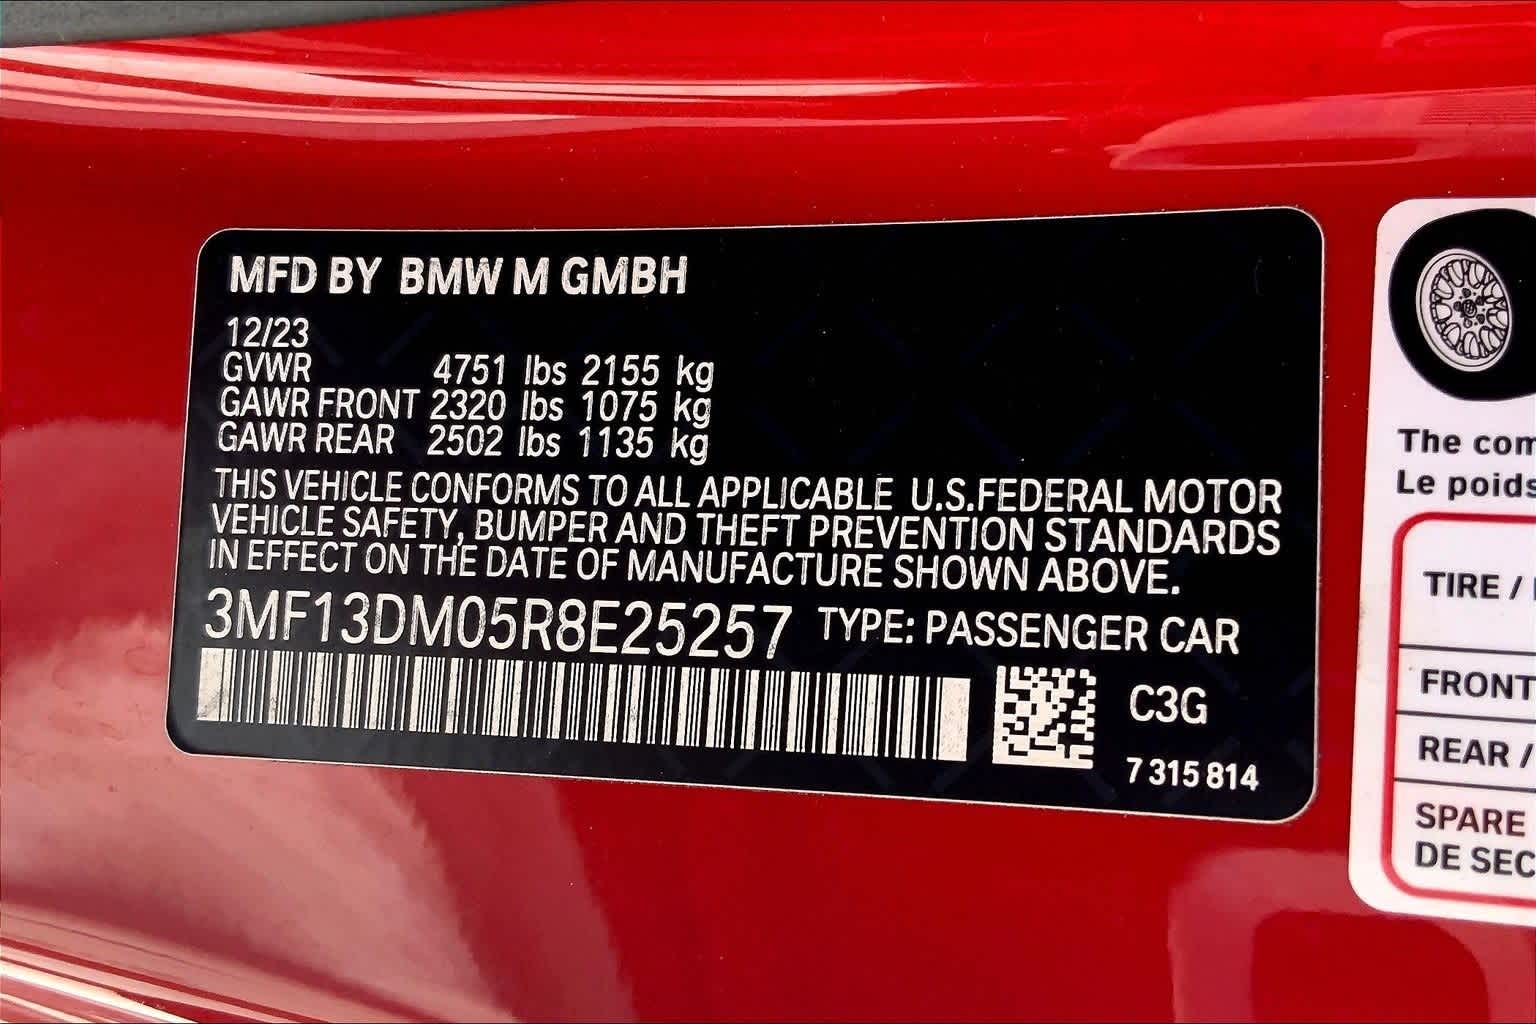 MFD BY BMW M GMBH
12/23
GVWR 4751 lbs 2155 kg
GAWR FRONT 2320 lbs 1075 kg
GAWR REAR 2502 lbs 1135 kg
THIS VEHICLE CONFORMS TO ALL APPLICABLE U.S.FEDERAL MOTOR
VEHICLE SAFETY, BUMPER AND THEFT PREVENTION STANDARDS
IN EFFECT ON THE DATE OF MANUFACTURE SHOWN ABOVE.
3MF13DM05R8E25257 TYPE: PASSENGER CAR
C3G
7 315 814
The com
Le poids
TIRE /
FRONT
REAR /
SPARE
DE SEC